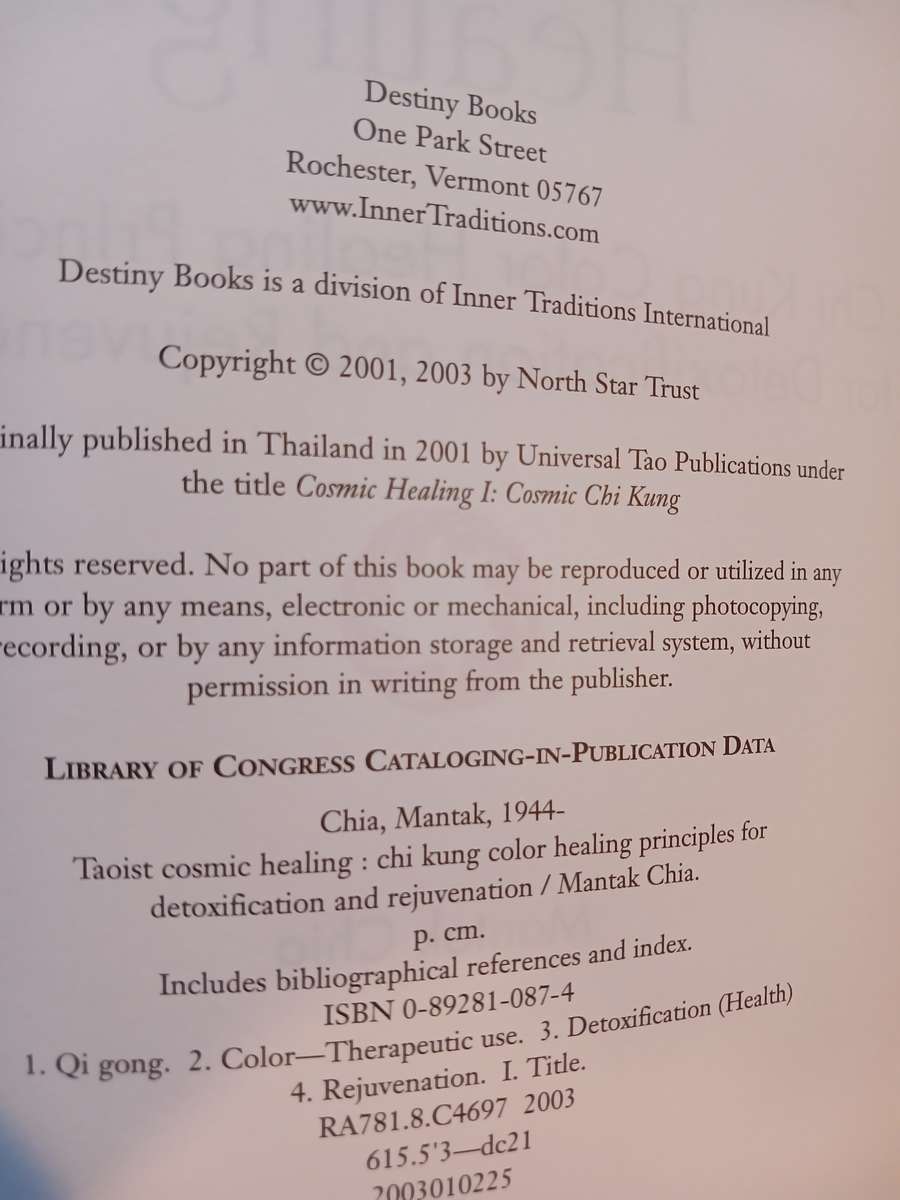 Destiny Books
One Park Street
Rochester, Vermont 05767
www.InnerTraditions.com
Destiny Books is a division of Inner Traditions International
Copyright © 2001, 2003 by North Star Trust
inally published in Thailand in 2001 by Universal Tao Publications under
the title Cosmic Healing I: Cosmic Chi Kung
ights reserved. No part of this book may be reproduced or utilized in any
rm or by any means, electronic or mechanical, including photocopying,
recording, or by any information storage and retrieval system, without
permission in writing from the publisher.
LIBRARY OF CONGRESS CATALOGING-IN-PUBLICATION DATA
Chia, Mantak, 1944-
Taoist cosmic healing : chi kung color healing principles for
detoxification and rejuvenation / Mantak Chia.
p. cm.
Includes bibliographical references and index.
ISBN 0-89281-087-4
1. Qi gong. 2. Color—Therapeutic use. 3. Detoxification (Health)
4. Rejuvenation. I. Title.
RA781.8.C4697 2003
615.5'3—dc21
2003010225